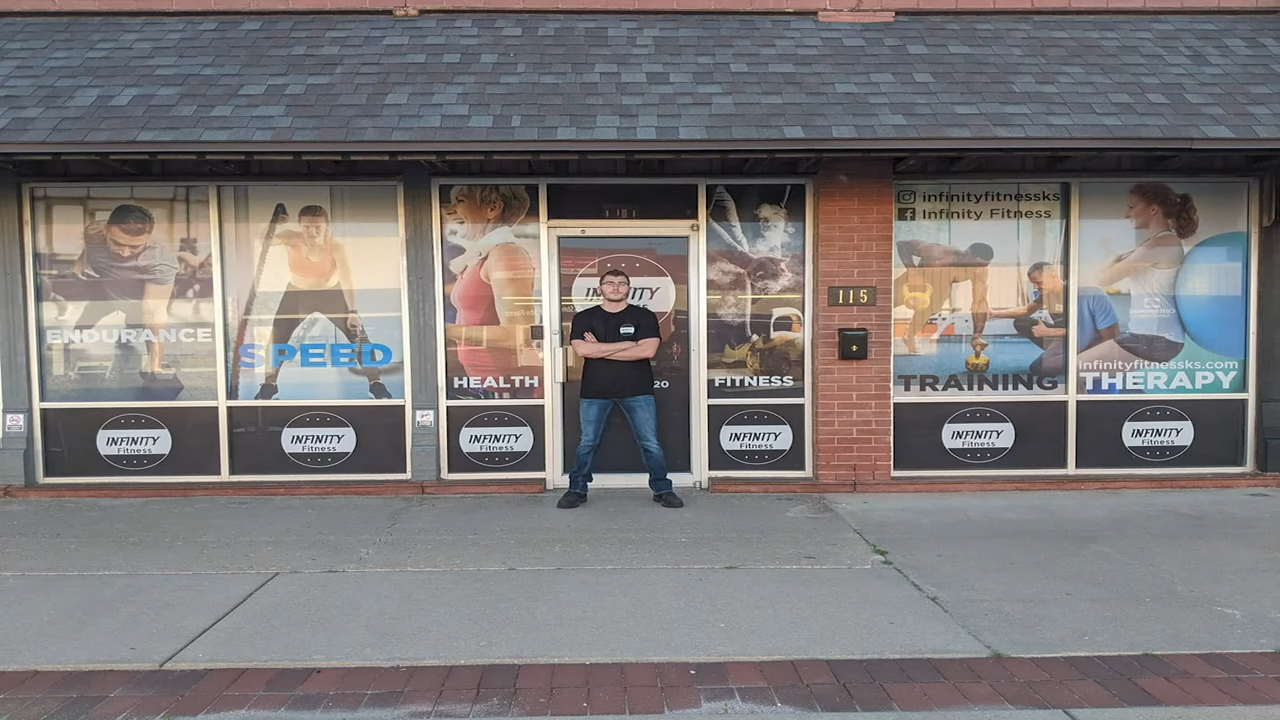 ENDURANCE
SPEED
HEALTH
INFINITY
20
FITNESS
115
infinityfitnessks
Infinity Fitness
TRAINING
infinityfitnessks.com
THERAPY
INFINITY
Fitness
INFINITY
Fitness
INFINITY
Fitness
INFINITY
Fitness
INFINITY
Fitness
INFINITY
Fitness